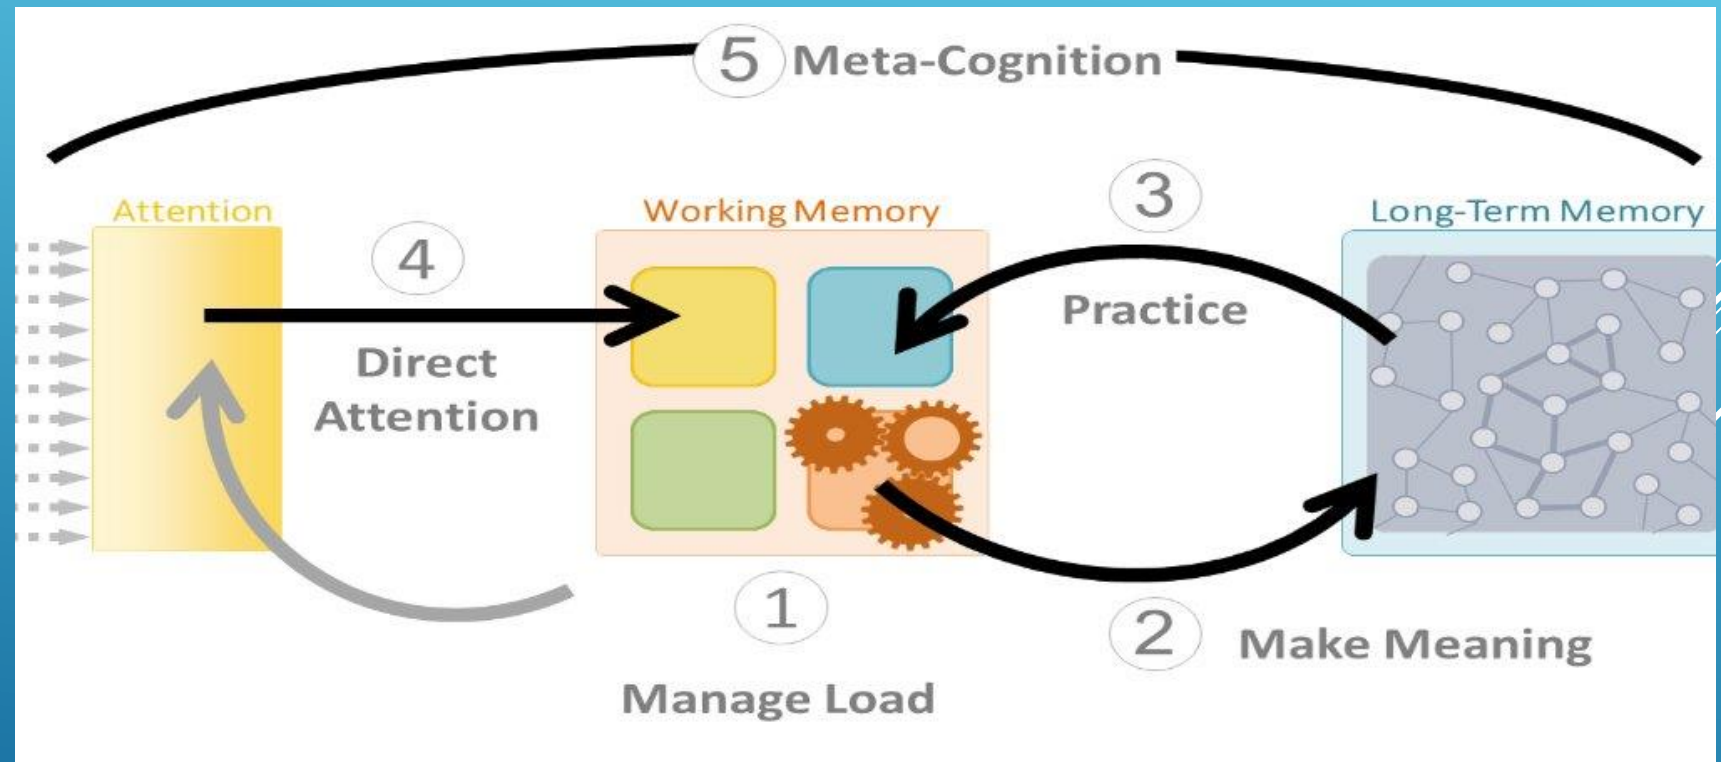 5 Meta-Cognition
Attention
Working Memory
3
Long-Term Memory
4
Practice
Direct
Attention
1
2
Make Meaning
Manage Load